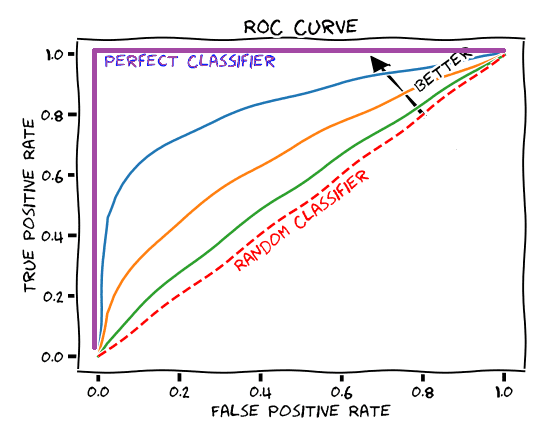 ROC CURVE
1.0
PERFECT CLASSIFIER
BETTER
0.8
0.6
0.4
0.2
0.0
TRUE POSITIVE RATE
RANDOM CLASSIFIER
0.0 0.2 0.4 0.6 0.8 1.0
FALSE POSITIVE RATE